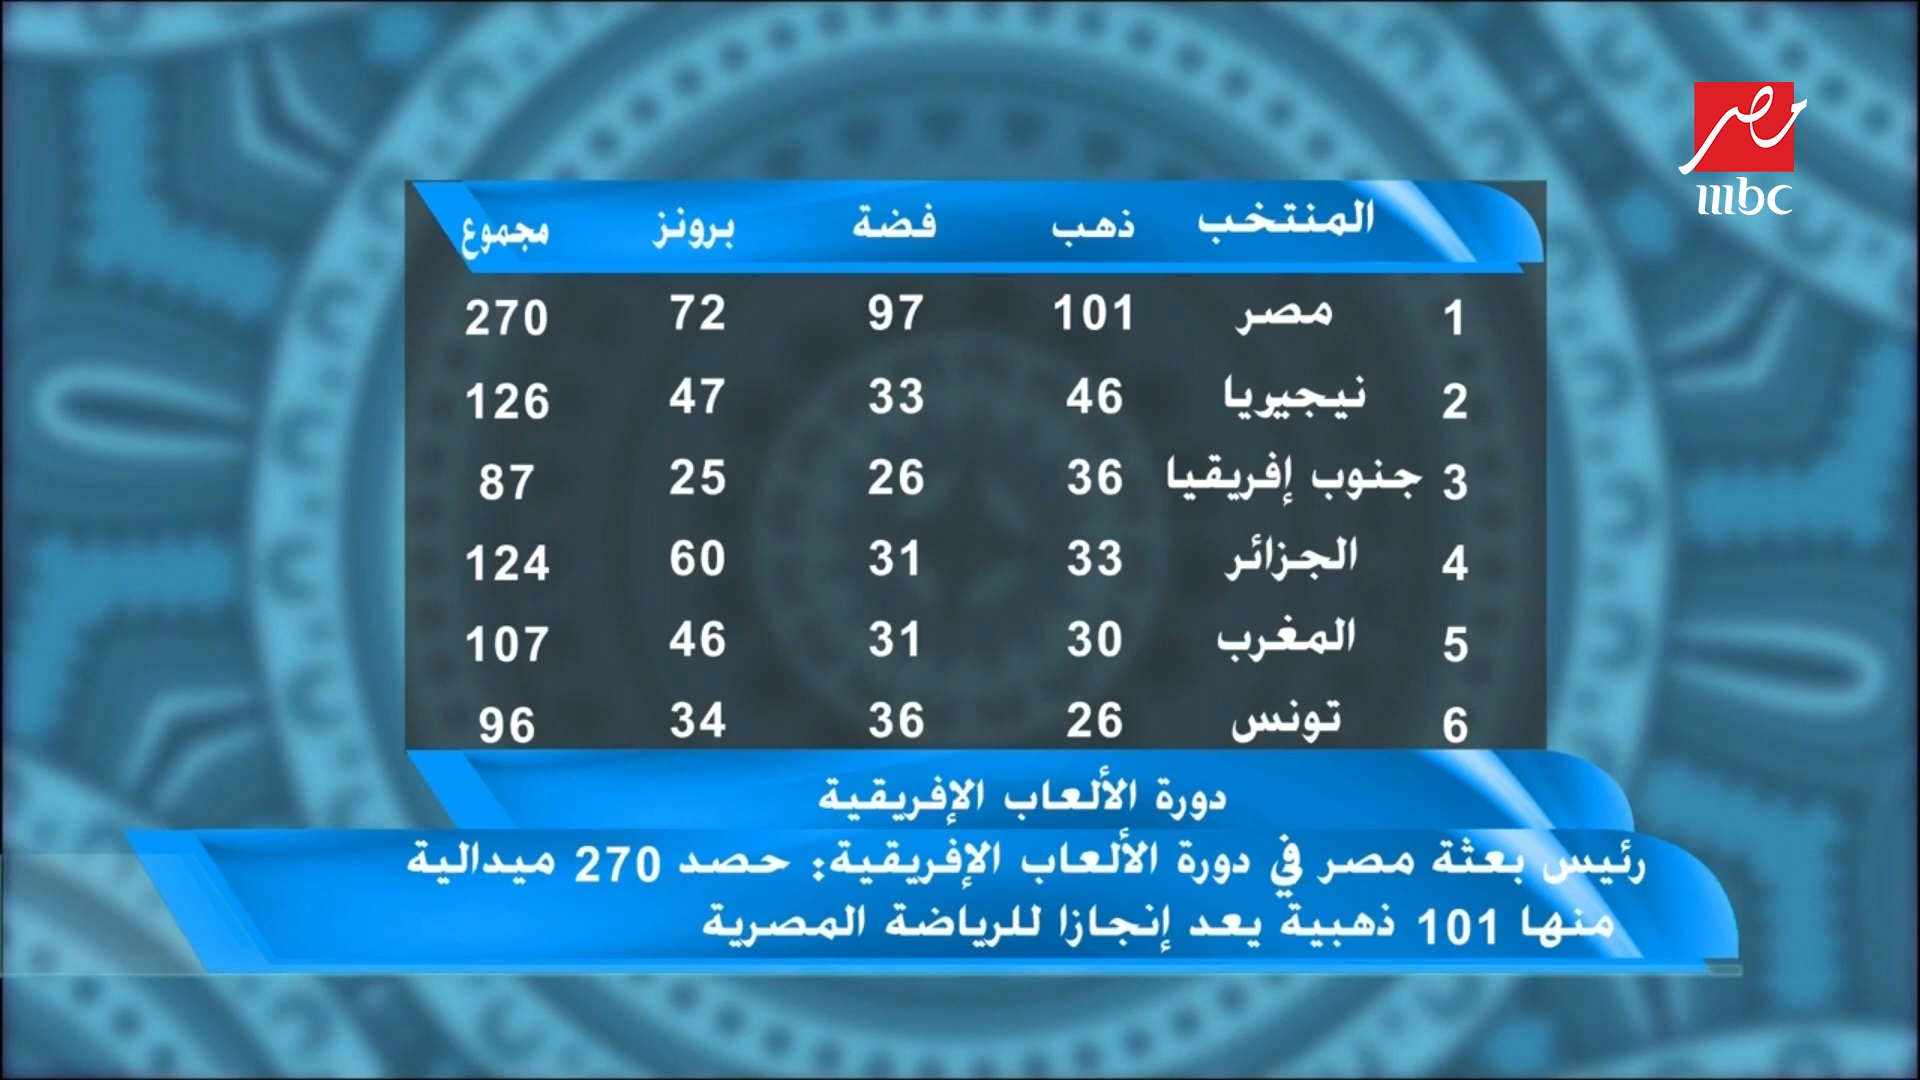 مصر
mbc
المنتخب ذهب فضة برونز مجموع
1 مصر 101 97 72 270
2 نيجيريا 46 33 47 126
3 جنوب إفريقيا 36 26 25 87
4 الجزائر 33 31 60 124
5 المغرب 30 31 46 107
6 تونس 26 36 34 96
دورة الألعاب الإفريقية
رئيس بعثة مصر في دورة الألعاب الإفريقية: حصد 270 ميدالية
منها 101 ذهبية يعد إنجازا للرياضة المصرية